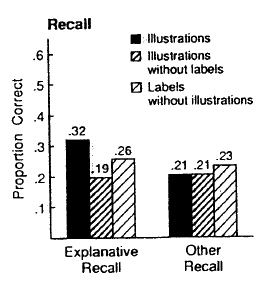 Recall
Illustrations
Illustrations
without labels
Labels
without illustrations
Proportion Correct
.6
.5
.4
.3
.2
.1
.32
.19
.26
.21
.21
.23
Explanative
Recall
Other
Recall